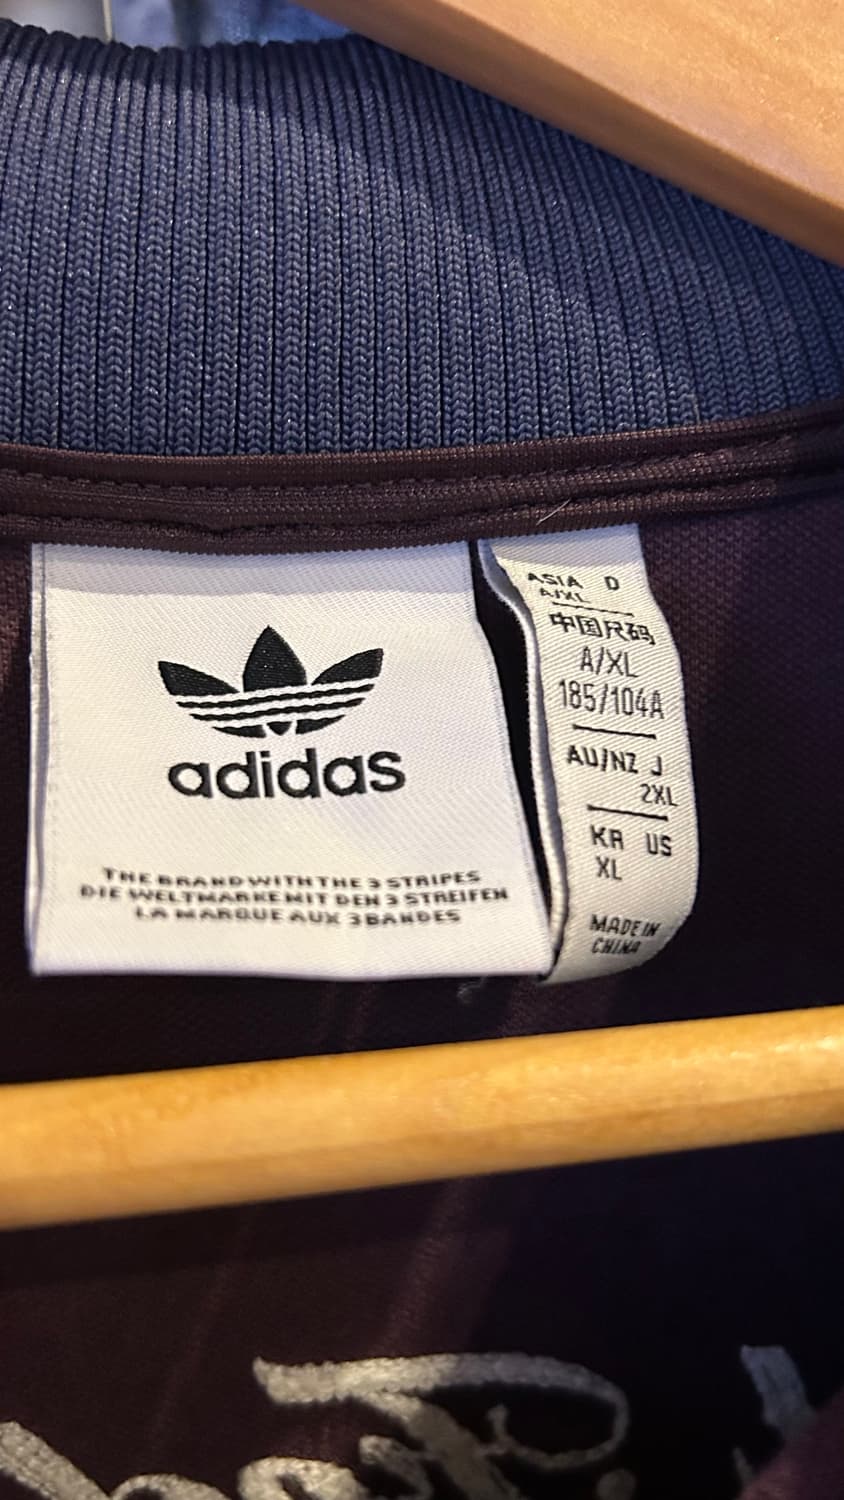 adidas
THE BRAND WITH THE 3 STRIPES
DIE WELTMARKE MIT DEN 3 STREIFEN
LA MARQUE AUX 3 BANDES
ASIA D
A/XL
中国尺码
A/XL
185/104A
AU/NZ J
2XL
KR US
XL
MADE IN
CHINA